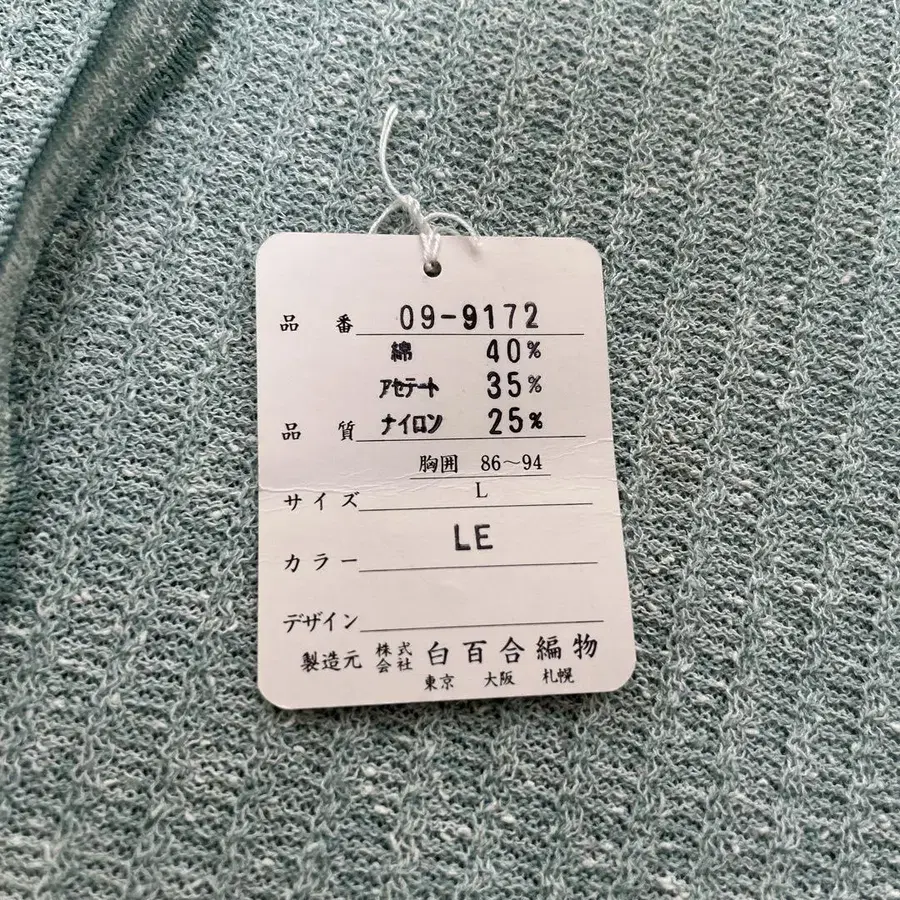 品番 09-9172
綿 40%
アセテート 35%
品質 ナイロン 25%
胸囲 86～94
サイズ L
カラー LE
デザイン
製造元 株式会社 白百合編物
東京 大阪 札幌